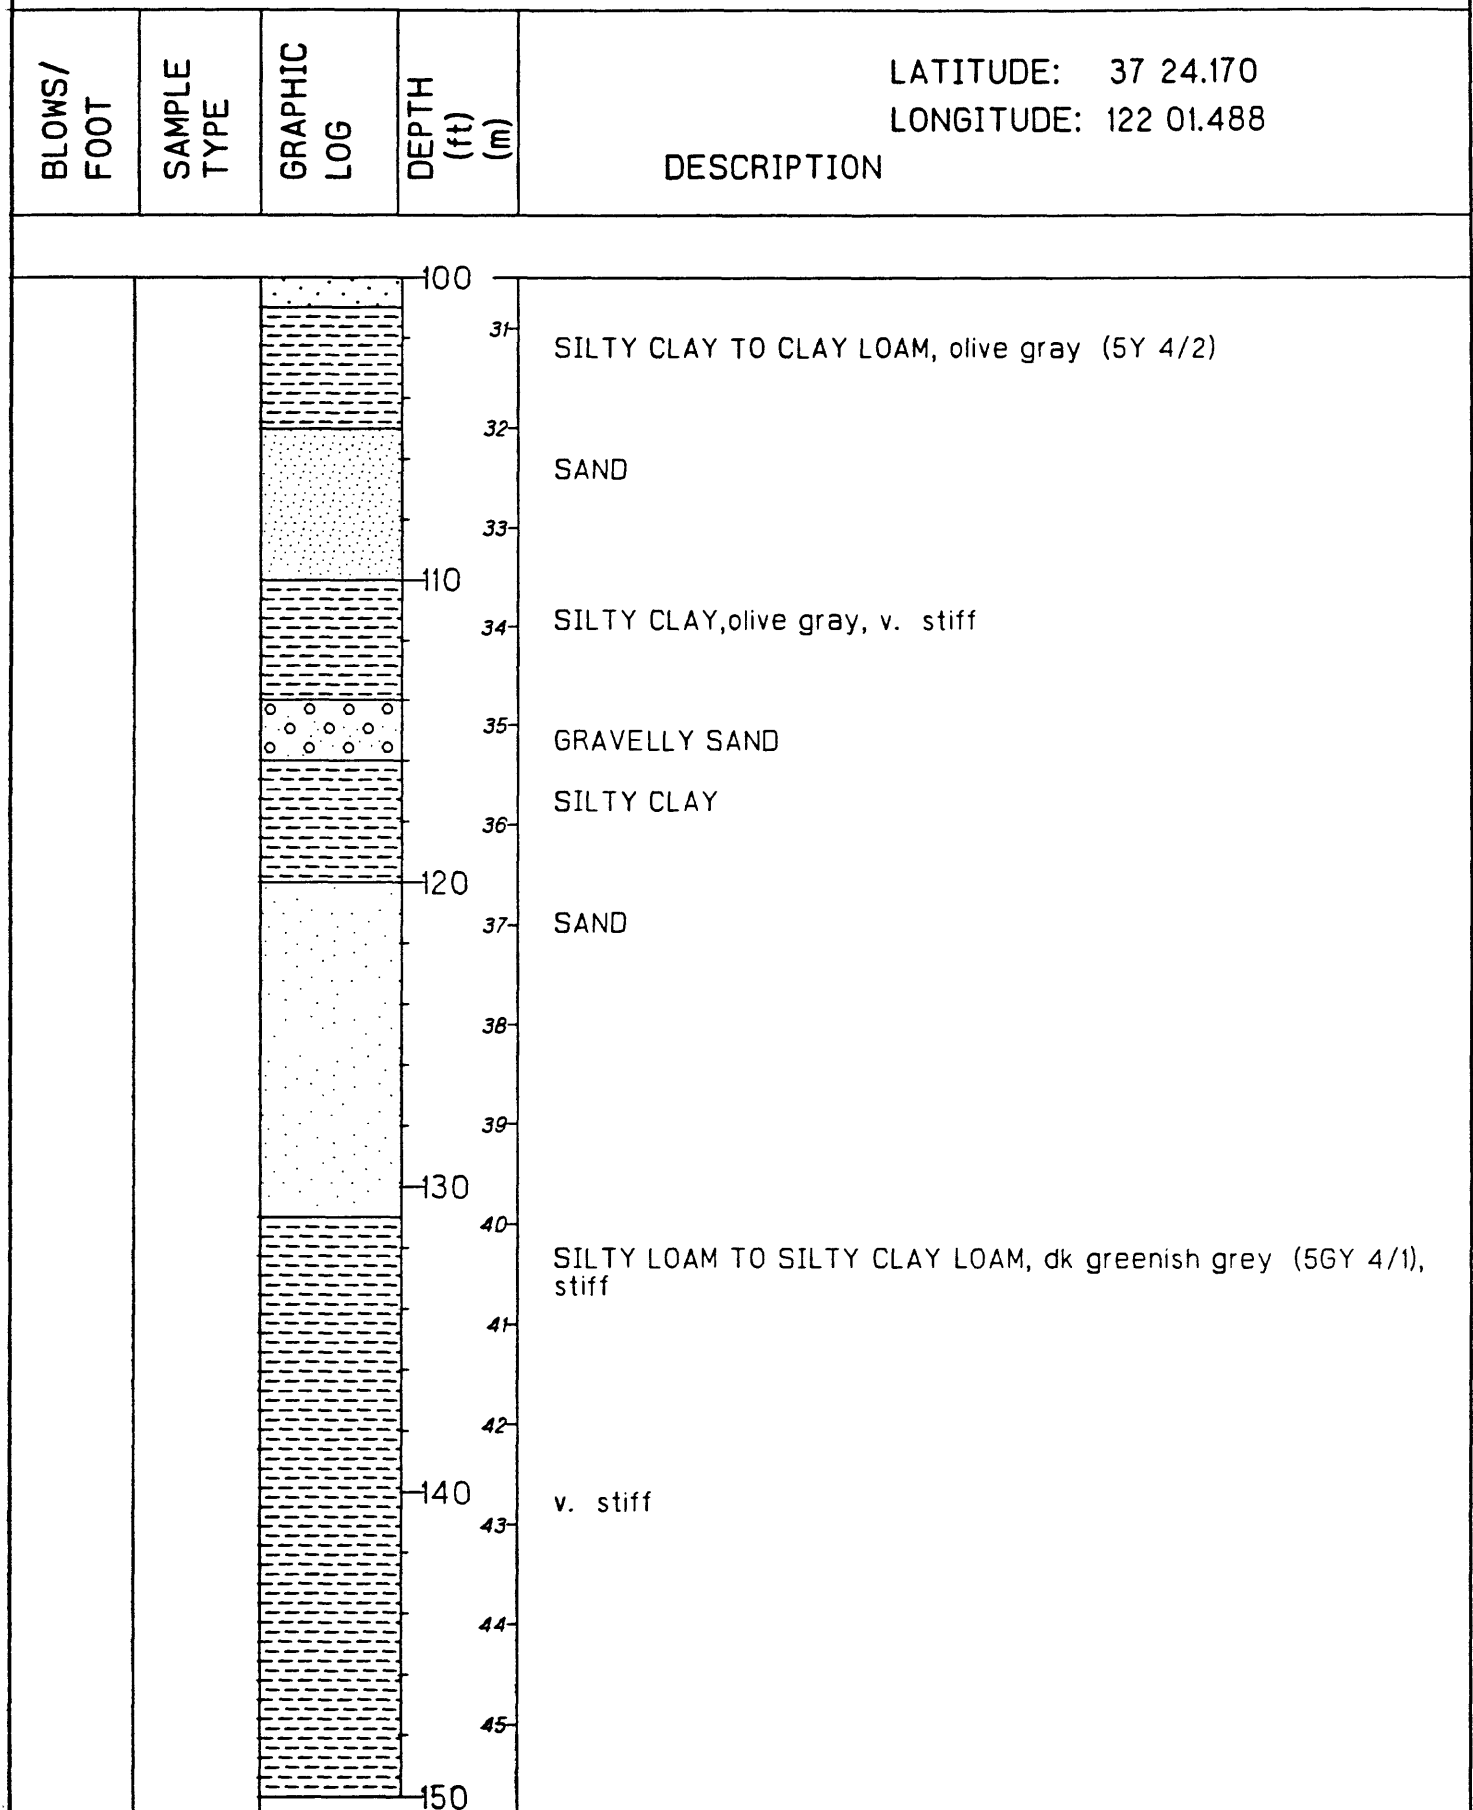 BLOWS/
FOOT
SAMPLE
TYPE
GRAPHIC
LOG
DEPTH
(ft)
(m)
LATITUDE: 37 24.170
LONGITUDE: 122 01.488
DESCRIPTION
100
31
SILTY CLAY TO CLAY LOAM, olive gray (5Y 4/2)
32
SAND
33
110
34
SILTY CLAY,olive gray, v. stiff
35
GRAVELLY SAND
SILTY CLAY
36
120
37
SAND
38
39
130
40
SILTY LOAM TO SILTY CLAY LOAM, dk greenish grey (5GY 4/1),
stiff
41
42
140
v. stiff
43
44
45
150